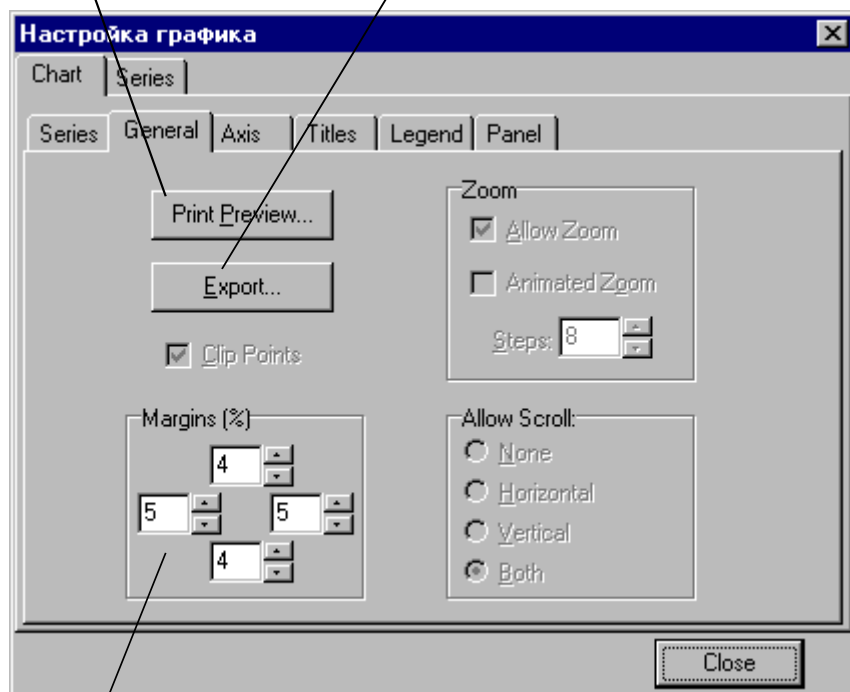 Настройка графика
Chart Series
Series General Axis Titles Legend Panel
Print Preview...
Export...
Clip Points
Margins (%)
4
5 5
4
Zoom
Allow Zoom
Animated Zoom
Steps: 8
Allow Scroll:
None
Horizontal
Vertical
Both
Close